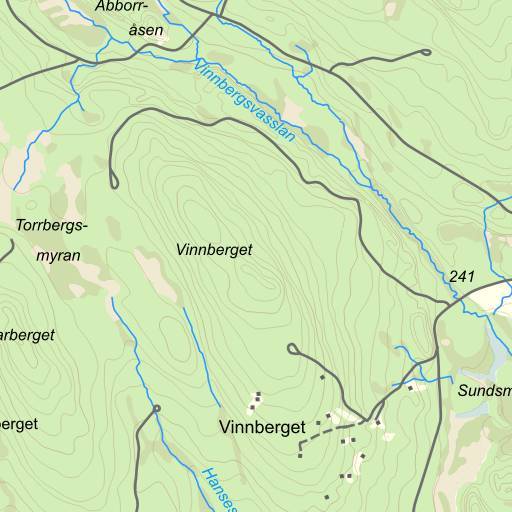 Abborr-
åsen
Vinnbergsvasslan
Torrbergs-
myran
Vinnberget
241
arberget
Sundsm
berget
Vinnberget
Hanses